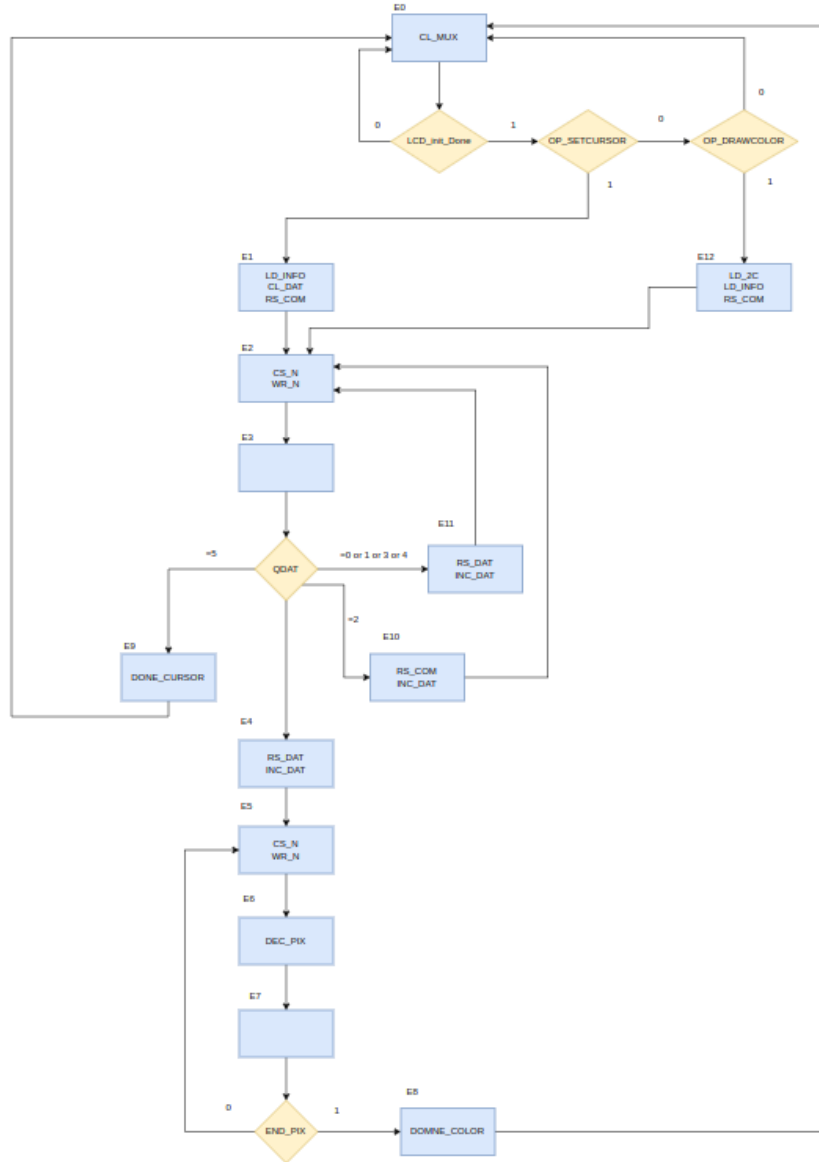 E0
CL_MUX
0
LCD_init_Done
1
OP_SETCURSOR
0
OP_DRAWCOLOR
0
1
1
E1
LD_INFO
CL_DAT
RS_COM
E12
LD_2C
LD_INFO
RS_COM
E2
CS_N
WR_N
E3
E11
=5
QDAT
=0 or 1 or 3 or 4
RS_DAT
INC_DAT
=2
E9
DONE_CURSOR
E10
RS_COM
INC_DAT
E4
RS_DAT
INC_DAT
E5
CS_N
WR_N
E6
DEC_PIX
E7
0
END_PIX
1
E8
DOMNE_COLOR